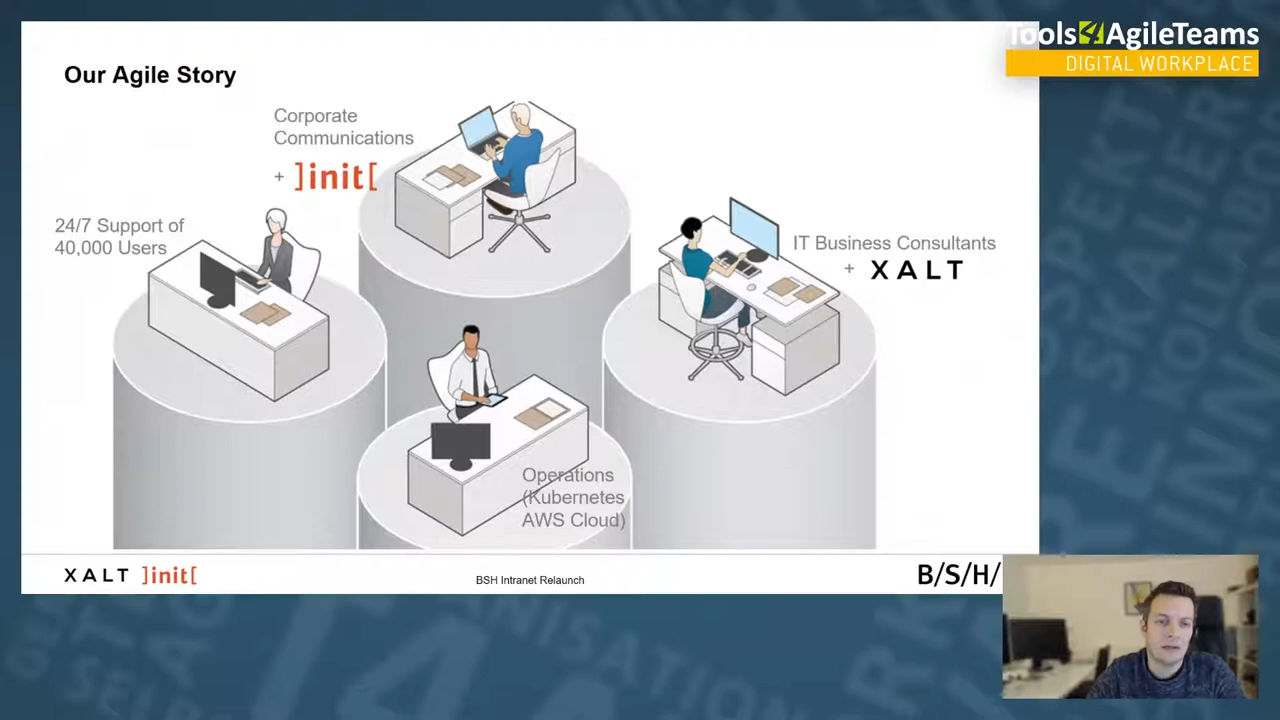 Tools4AgileTeams
DIGITAL WORKPLACE
Our Agile Story
Corporate
Communications
+ ]init[
24/7 Support of
40,000 Users
IT Business Consultants
+ XALT
Operations
(Kubernetes
AWS Cloud)
XALT ]init[
BSH Intranet Relaunch
B/S/H/